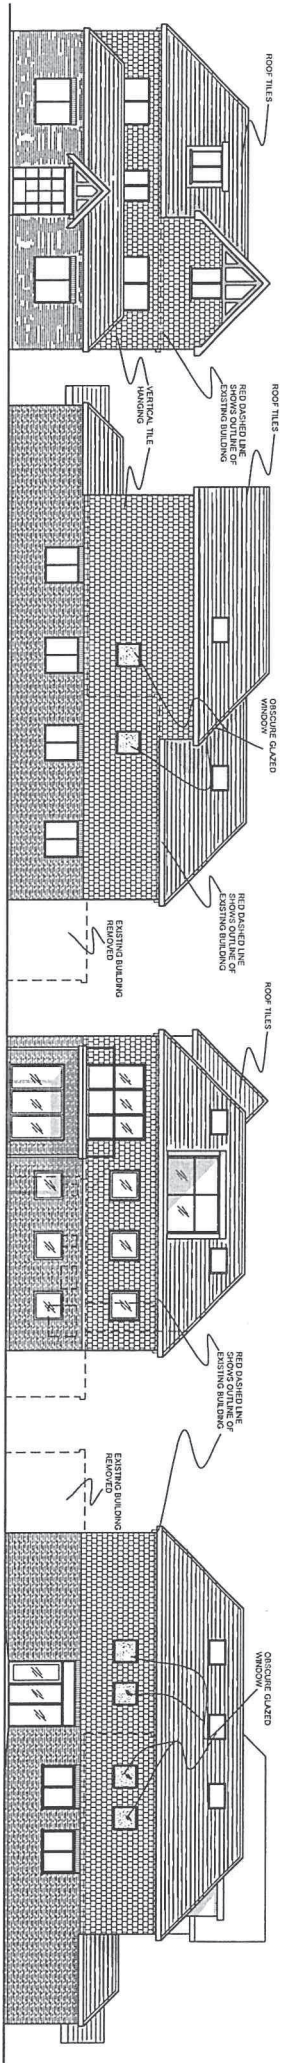 ROOF TILES
RED DASHED LINE
SHOWS OUTLINE OF
EXISTING BUILDING
VERTICAL TILE
HANGING
ROOF TILES
OBSCURE GLAZED
WINDOW
RED DASHED LINE
SHOWS OUTLINE OF
EXISTING BUILDING
EXISTING BUILDING
REMOVED
ROOF TILES
RED DASHED LINE
SHOWS OUTLINE OF
EXISTING BUILDING
EXISTING BUILDING
REMOVED
OBSCURE GLAZED
WINDOW